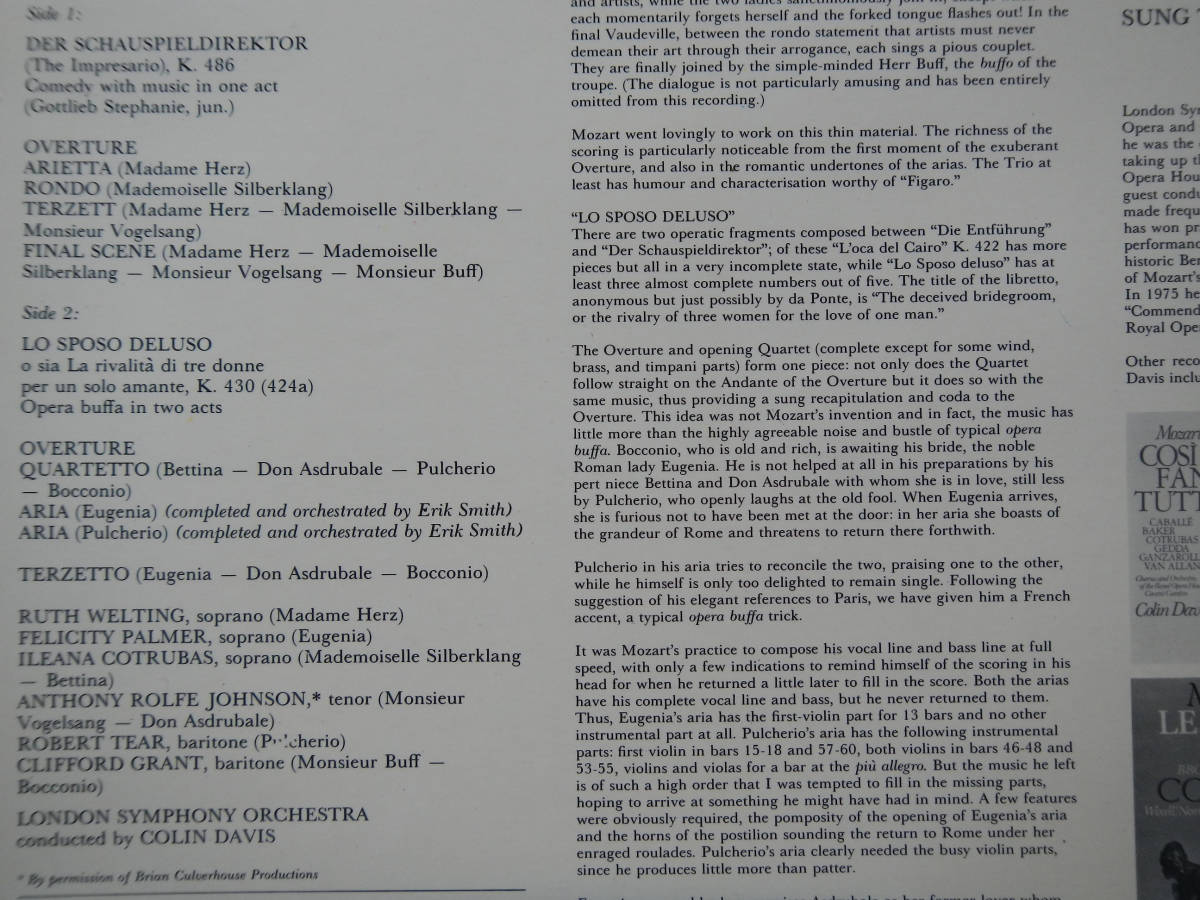 Side 1:
DER SCHAUSPIELDIREKTOR
(The Impresario), K. 486
Comedy with music in one act
(Gottlieb Stephanie, jun.)
OVERTURE
ARIETTA (Madame Herz)
RONDO (Mademoiselle Silberklang)
TERZETT (Madame Herz — Mademoiselle Silberklang —
Monsieur Vogelsang)
FINAL SCENE (Madame Herz — Mademoiselle
Silberklang — Monsieur Vogelsang — Monsieur Buff)
Side 2:
LO SPOSO DELUSO
o sia La rivalità di tre donne
per un solo amante, K. 430 (424a)
Opera buffa in two acts
OVERTURE
QUARTETTO (Bettina — Don Asdrubale — Pulcherio
— Bocconio)
ARIA (Eugenia) (completed and orchestrated by Erik Smith)
ARIA (Pulcherio) (completed and orchestrated by Erik Smith)
TERZETTO (Eugenia — Don Asdrubale — Bocconio)
RUTH WELTING, soprano (Madame Herz)
FELICITY PALMER, soprano (Eugenia)
ILEANA COTRUBAS, soprano (Mademoiselle Silberklang
— Bettina)
ANTHONY ROLFE JOHNSON,* tenor (Monsieur
Vogelsang — Don Asdrubale)
ROBERT TEAR, baritone (P lcherio)
CLIFFORD GRANT, baritone (Monsieur Buff —
Bocconio)
LONDON SYMPHONY ORCHESTRA
conducted by COLIN DAVIS
* By permission of Brian Culverhouse Productions
each momentarily forgets herself and the forked tongue flashes out! In the
final Vaudeville, between the rondo statement that artists must never
demean their art through their arrogance, each sings a pious couplet.
They are finally joined by the simple-minded Herr Buff, the buffo of the
troupe. (The dialogue is not particularly amusing and has been entirely
omitted from this recording.)
Mozart went lovingly to work on this thin material. The richness of the
scoring is particularly noticeable from the first moment of the exuberant
Overture, and also in the romantic undertones of the arias. The Trio at
least has humour and characterisation worthy of “Figaro.”
“LO SPOSO DELUSO”
There are two operatic fragments composed between “Die Entführung”
and “Der Schauspieldirektor”; of these “L’oca del Cairo” K. 422 has more
pieces but all in a very incomplete state, while “Lo Sposo deluso” has at
least three almost complete numbers out of five. The title of the libretto,
anonymous but just possibly by da Ponte, is “The deceived bridegroom,
or the rivalry of three women for the love of one man.”
The Overture and opening Quartet (complete except for some wind,
brass, and timpani parts) form one piece: not only does the Quartet
follow straight on the Andante of the Overture but it does so with the
same music, thus providing a sung recapitulation and coda to the
Overture. This idea was not Mozart’s invention and in fact, the music has
little more than the highly agreeable noise and bustle of typical opera
buffa. Bocconio, who is old and rich, is awaiting his bride, the noble
Roman lady Eugenia. He is not helped at all in his preparations by his
pert niece Bettina and Don Asdrubale with whom she is in love, still less
by Pulcherio, who openly laughs at the old fool. When Eugenia arrives,
she is furious not to have been met at the door: in her aria she boasts of
the grandeur of Rome and threatens to return there forthwith.
Pulcherio in his aria tries to reconcile the two, praising one to the other,
while he himself is only too delighted to remain single. Following the
suggestion of his elegant references to Paris, we have given him a French
accent, a typical opera buffa trick.
It was Mozart’s practice to compose his vocal line and bass line at full
speed, with only a few indications to remind himself of the scoring in his
head for when he returned a little later to fill in the score. Both the arias
have his complete vocal line and bass, but he never returned to them.
Thus, Eugenia’s aria has the first-violin part for 13 bars and no other
instrumental part at all. Pulcherio’s aria has the following instrumental
parts: first violin in bars 15-18 and 57-60, both violins in bars 46-48 and
53-55, violins and violas for a bar at the più allegro. But the music he left
is of such a high order that I was tempted to fill in the missing parts,
hoping to arrive at something he might have had in mind. A few features
were obviously required, the pomposity of the opening of Eugenia’s aria
and the horns of the postilion sounding the return to Rome under her
enraged roulades. Pulcherio’s aria clearly needed the busy violin parts,
since he produces little more than patter.
SUNG
London Sy
Opera and
he was the
taking up th
Opera Hou
guest condu
made frequ
has won pr
performanc
historic Ber
of Mozart’s
In 1975 he
“Commend
Royal Oper
Other reco
Davis inclu
Mozar
COSÌ
FAN
TUTT
CABALLÉ
BAKER
COTRUBAS
GEDDA
GANZAROLL
VAN ALLAN
Colin Dav
LE
CO